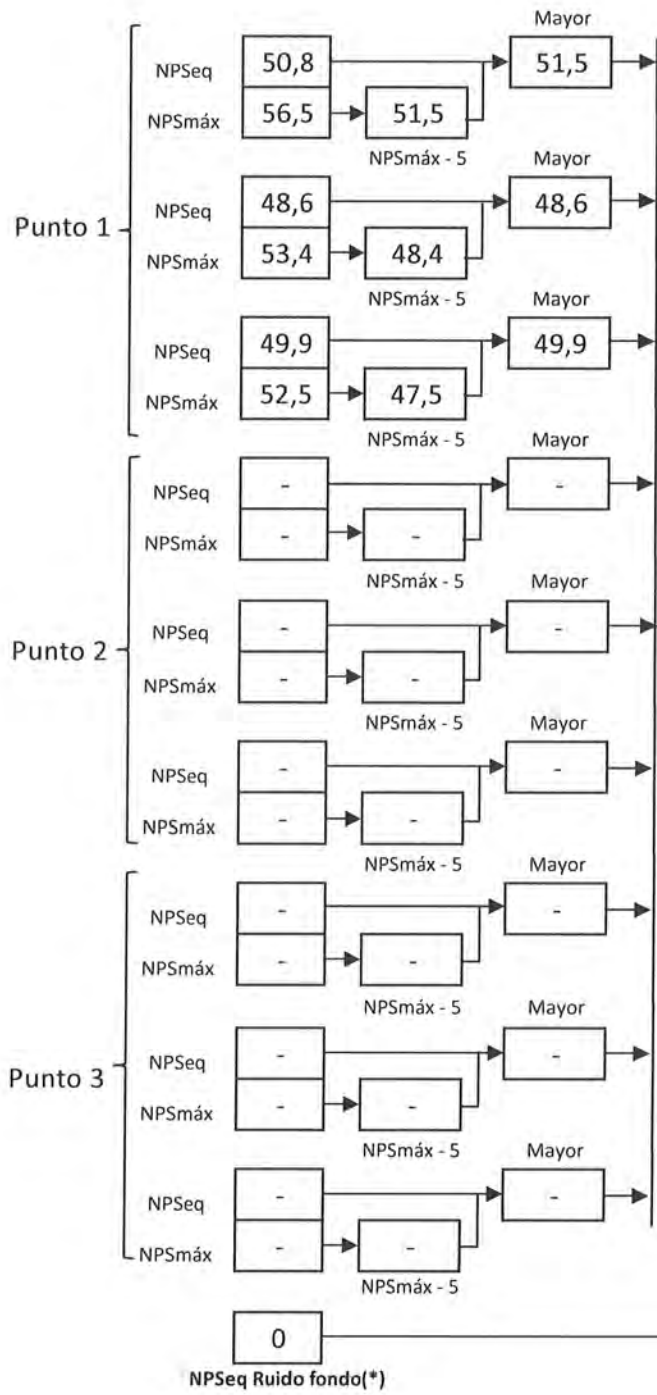 Mayor
NPSeq 50,8 51,5
NPSmáx 56,5 51,5
NPSmáx - 5
Mayor
Punto 1
NPSeq 48,6 48,6
NPSmáx 53,4 48,4
NPSmáx - 5
Mayor
NPSeq 49,9 49,9
NPSmáx 52,5 47,5
NPSmáx - 5
Mayor
NPSeq - -
NPSmáx - -
NPSmáx - 5
Mayor
Punto 2
NPSeq - -
NPSmáx - -
NPSmáx - 5
Mayor
NPSeq - -
NPSmáx - -
NPSmáx - 5
Mayor
NPSeq - -
NPSmáx - -
NPSmáx - 5
Mayor
Punto 3
NPSeq - -
NPSmáx - -
NPSmáx - 5
Mayor
NPSeq - -
NPSmáx - -
NPSmáx - 5
0
NPSeq Ruido fondo(*)